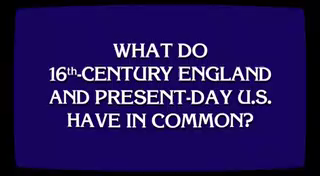 WHAT DO
16th-CENTURY ENGLAND
AND PRESENT-DAY U.S.
HAVE IN COMMON?